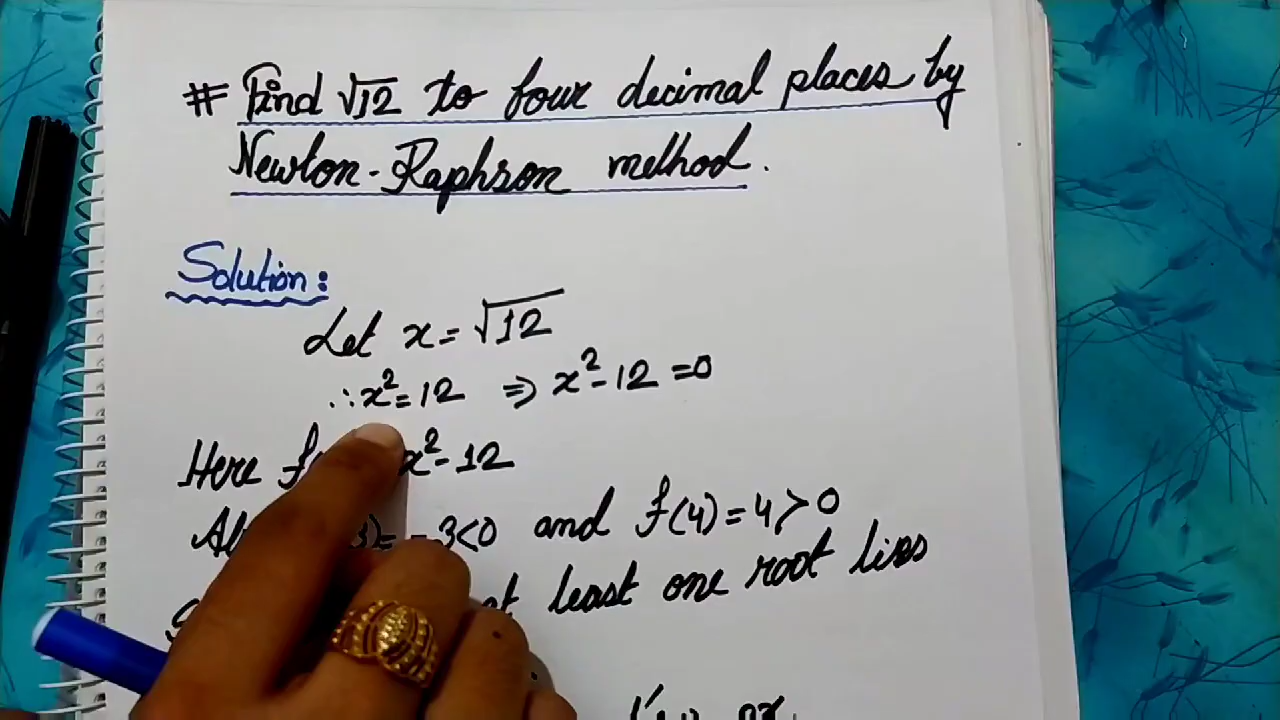 # Find √12 to four decimal places by
Newton-Raphson method.
Solution:
Let x = √12
∴ x² = 12 ⇒ x² - 12 = 0
Here x² - 12
= -3 < 0 and f(4) = 4 > 0
least one root lies